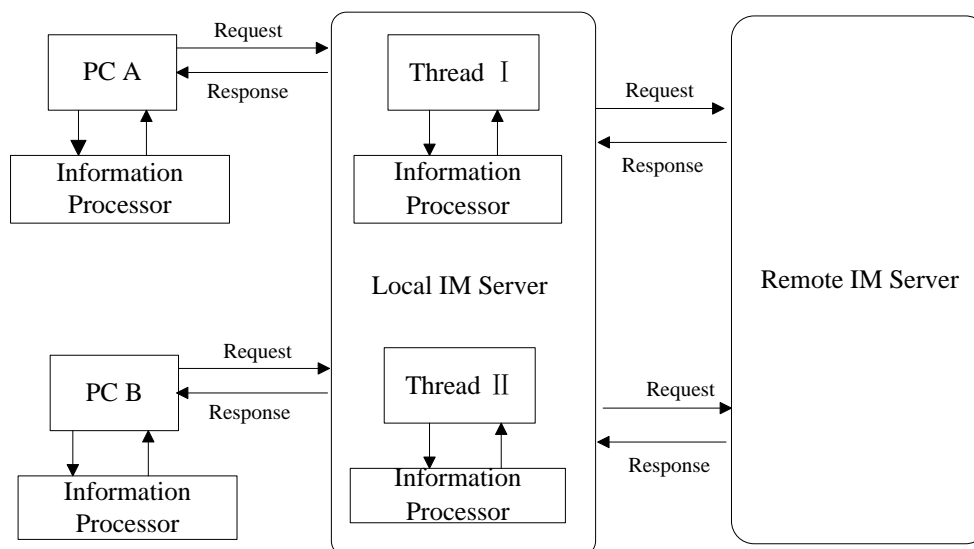 Request
PC A
Response
Information
Processor
Thread Ⅰ
Information
Processor
Request
Response
Local IM Server
Remote IM Server
Request
PC B
Response
Information
Processor
Thread Ⅱ
Information
Processor
Request
Response